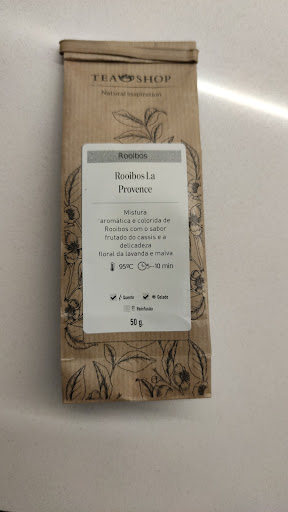 TEA SHOP
Natural inspiration
Rooibos
Rooibos La
Provence
Mistura
aromática e colorida de
Rooibos com o sabor
frutado do cassis e a
delicadeza
floral da lavanda e malva
95ºC 5-10 min
Quente Gelado
50 g.